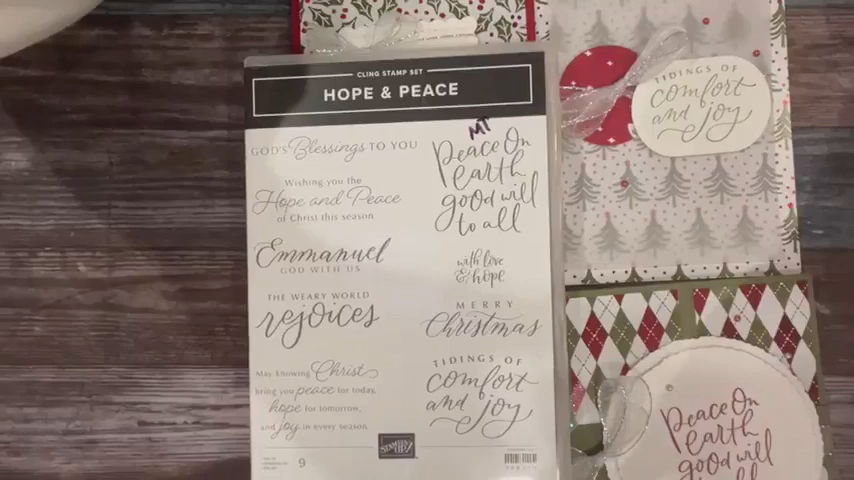 CLING STAMP SET
HOPE & PEACE
MT
GOD'S Blessings TO YOU
Wishing you the
Hope and Peace
of Christ this season
Emmanuel
GOD WITH US
THE WEARY WORLD
rejoices
May knowing Christ
bring you peace for today,
hope for tomorrow,
and joy in every season.
Peace On
earth
good will
to all
with love
& hope
MERRY
Christmas
TIDINGS OF
comfort
and joy
STAMPIN' UP!
9
TIDINGS OF
comfort
and joy
Peace On
earth
good will